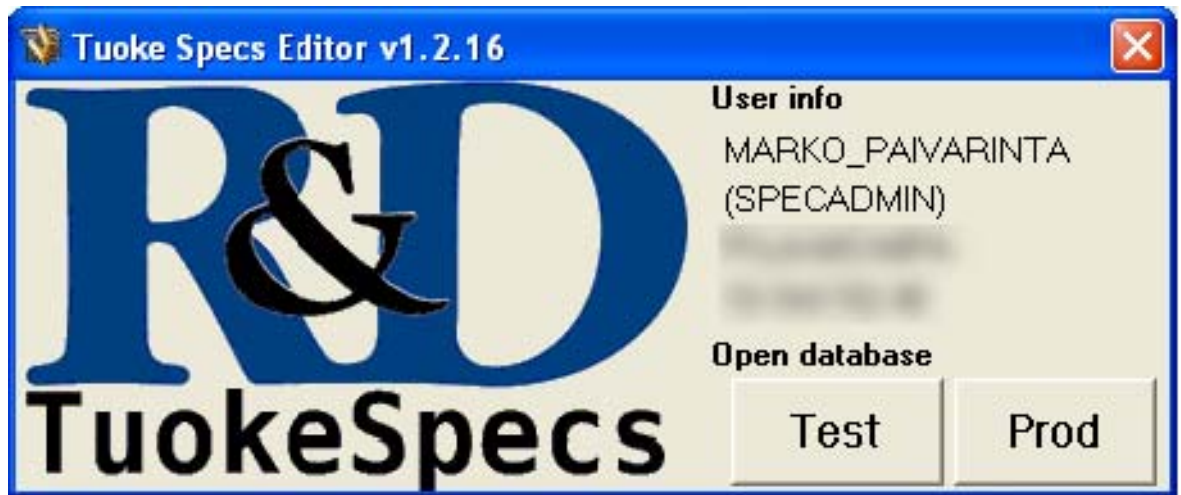 Tuoke Specs Editor v1.2.16
R&D
TuokeSpecs
User info
MARKO_PAIVARINTA
(SPECADMIN)
Open database
Test
Prod